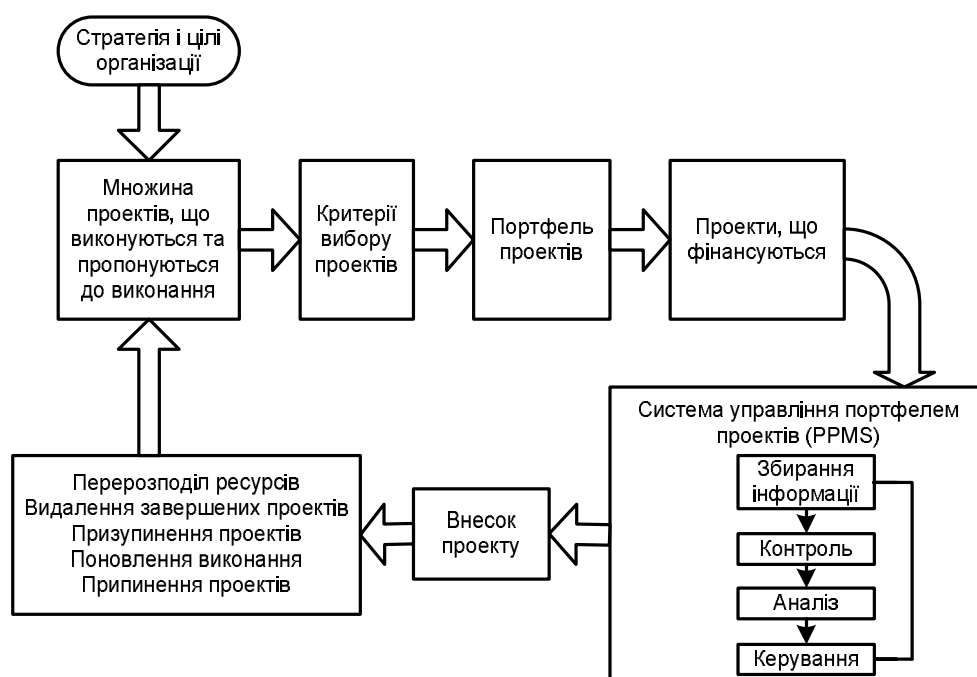 Стратегія і цілі
організації
Множина
проектів, що
виконуються та
пропонуються
до виконання
Критерії
вибору
проектів
Портфель
проектів
Проекти, що
фінансуються
Система управління портфелем
проектів (PPMS)
Збирання
інформації
Контроль
Аналіз
Керування
Внесок
проекту
Перерозподіл ресурсів
Видалення завершених проектів
Призупинення проектів
Поновлення виконання
Припинення проектів